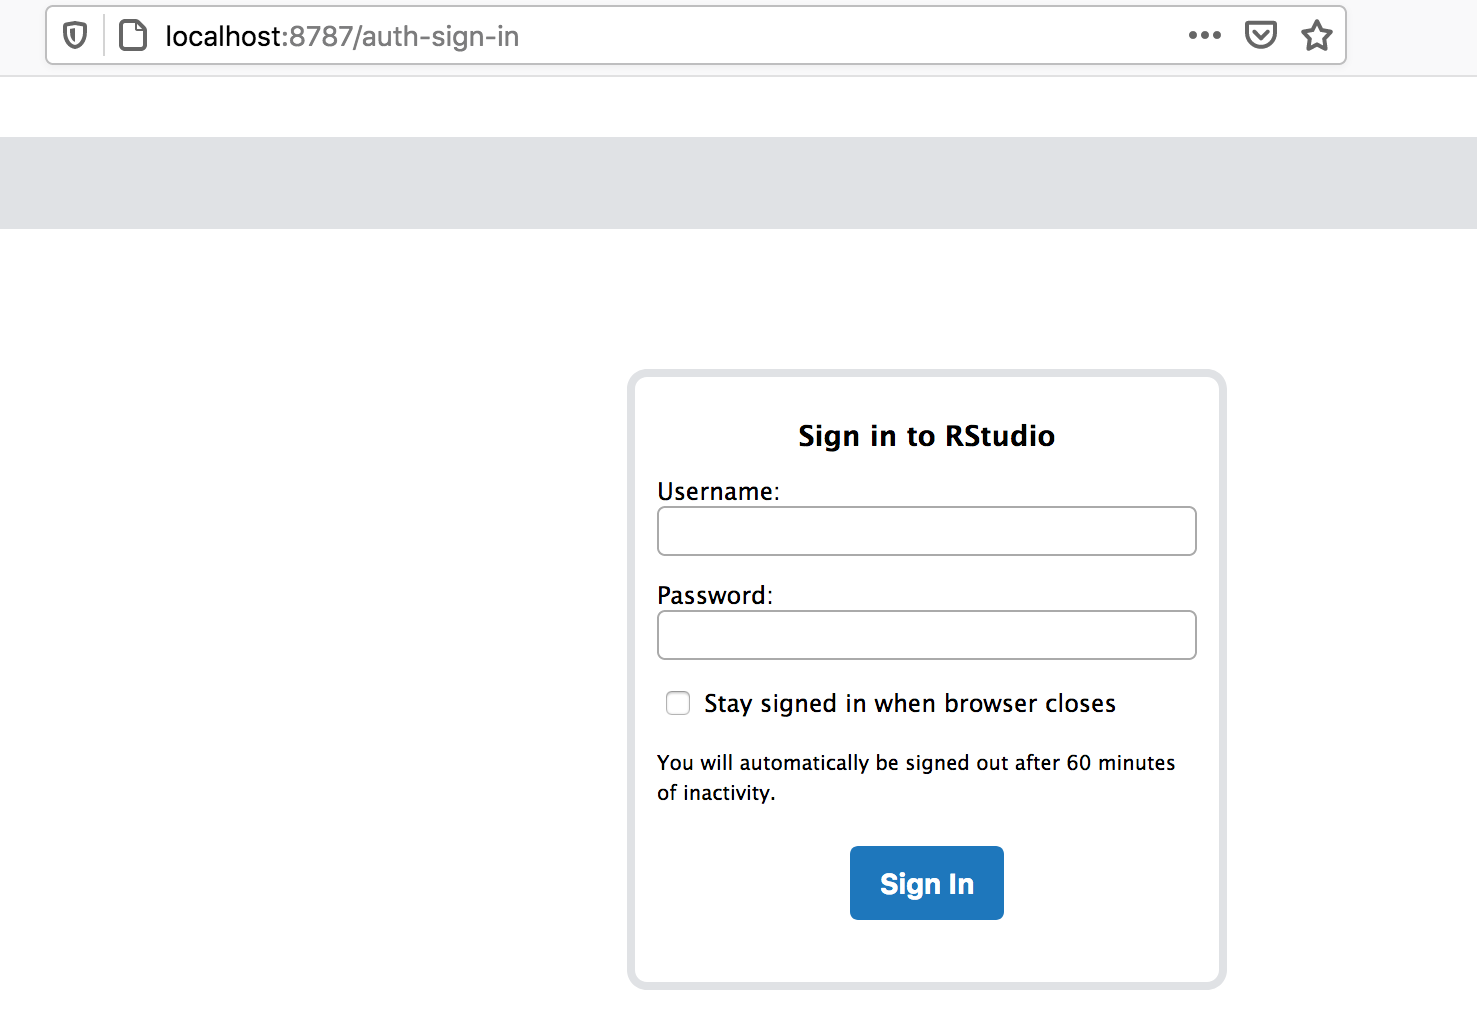 localhost:8787/auth-sign-in
Sign in to RStudio
Username:
Password:
Stay signed in when browser closes
You will automatically be signed out after 60 minutes
of inactivity.
Sign In